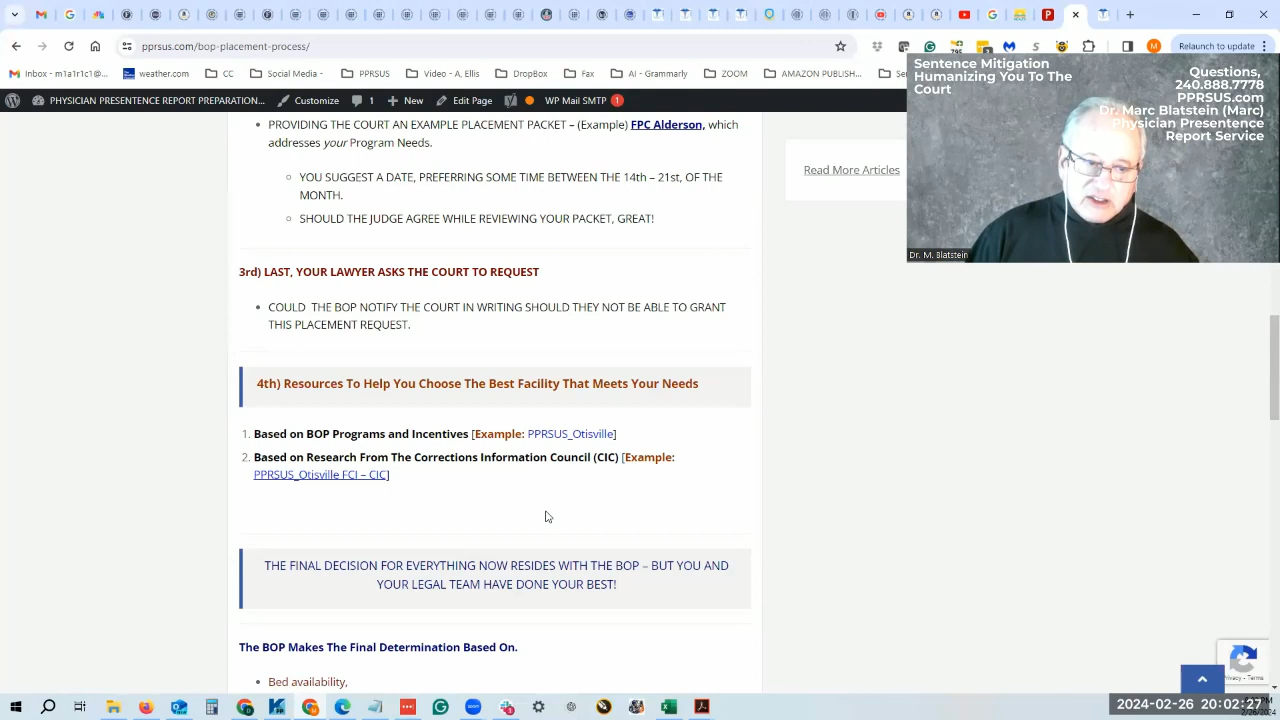 pprsus.com/bop-placement-process/
Relaunch to update
Inbox - m1a1r1c1@...
weather.com
CC
Social Media -
PPRSUS
Video - A, Ellis
DropBox
Fax
AI - Grammarly
ZOOM
AMAZON PUBLISH...
PHYSICIAN PRESENTENCE REPORT PREPARATION...
Customize
1
New
Edit Page
WP Mail SMTP 1
Sentence Mitigation
Humanizing You To The
Court
Questions,
240.888.7778
PPRSUS.com
Dr. Marc Blatstein (Marc)
Physician Presentence
Report Service
Dr. M. Blatstein
PROVIDING THE COURT AN EXPLICIT PLACEMENT PACKET – (Example) FPC Alderson, which
addresses your Program Needs.
YOU SUGGEST A DATE, PREFERRING SOME TIME BETWEEN THE 14th – 21st, OF THE
MONTH.
SHOULD THE JUDGE AGREE WHILE REVIEWING YOUR PACKET, GREAT!
Read More Articles
3rd) LAST, YOUR LAWYER ASKS THE COURT TO REQUEST
COULD THE BOP NOTIFY THE COURT IN WRITING SHOULD THEY NOT BE ABLE TO GRANT
THIS PLACEMENT REQUEST.
4th) Resources To Help You Choose The Best Facility That Meets Your Needs
1. Based on BOP Programs and Incentives [Example: PPRSUS_Otisville]
2. Based on Research From The Corrections Information Council (CIC) [Example:
PPRSUS_Otisville FCI – CIC]
THE FINAL DECISION FOR EVERYTHING NOW RESIDES WITH THE BOP – BUT YOU AND
YOUR LEGAL TEAM HAVE DONE YOUR BEST!
The BOP Makes The Final Determination Based On.
Bed availability,
Privacy - Terms
2024-02-26 20:02:27